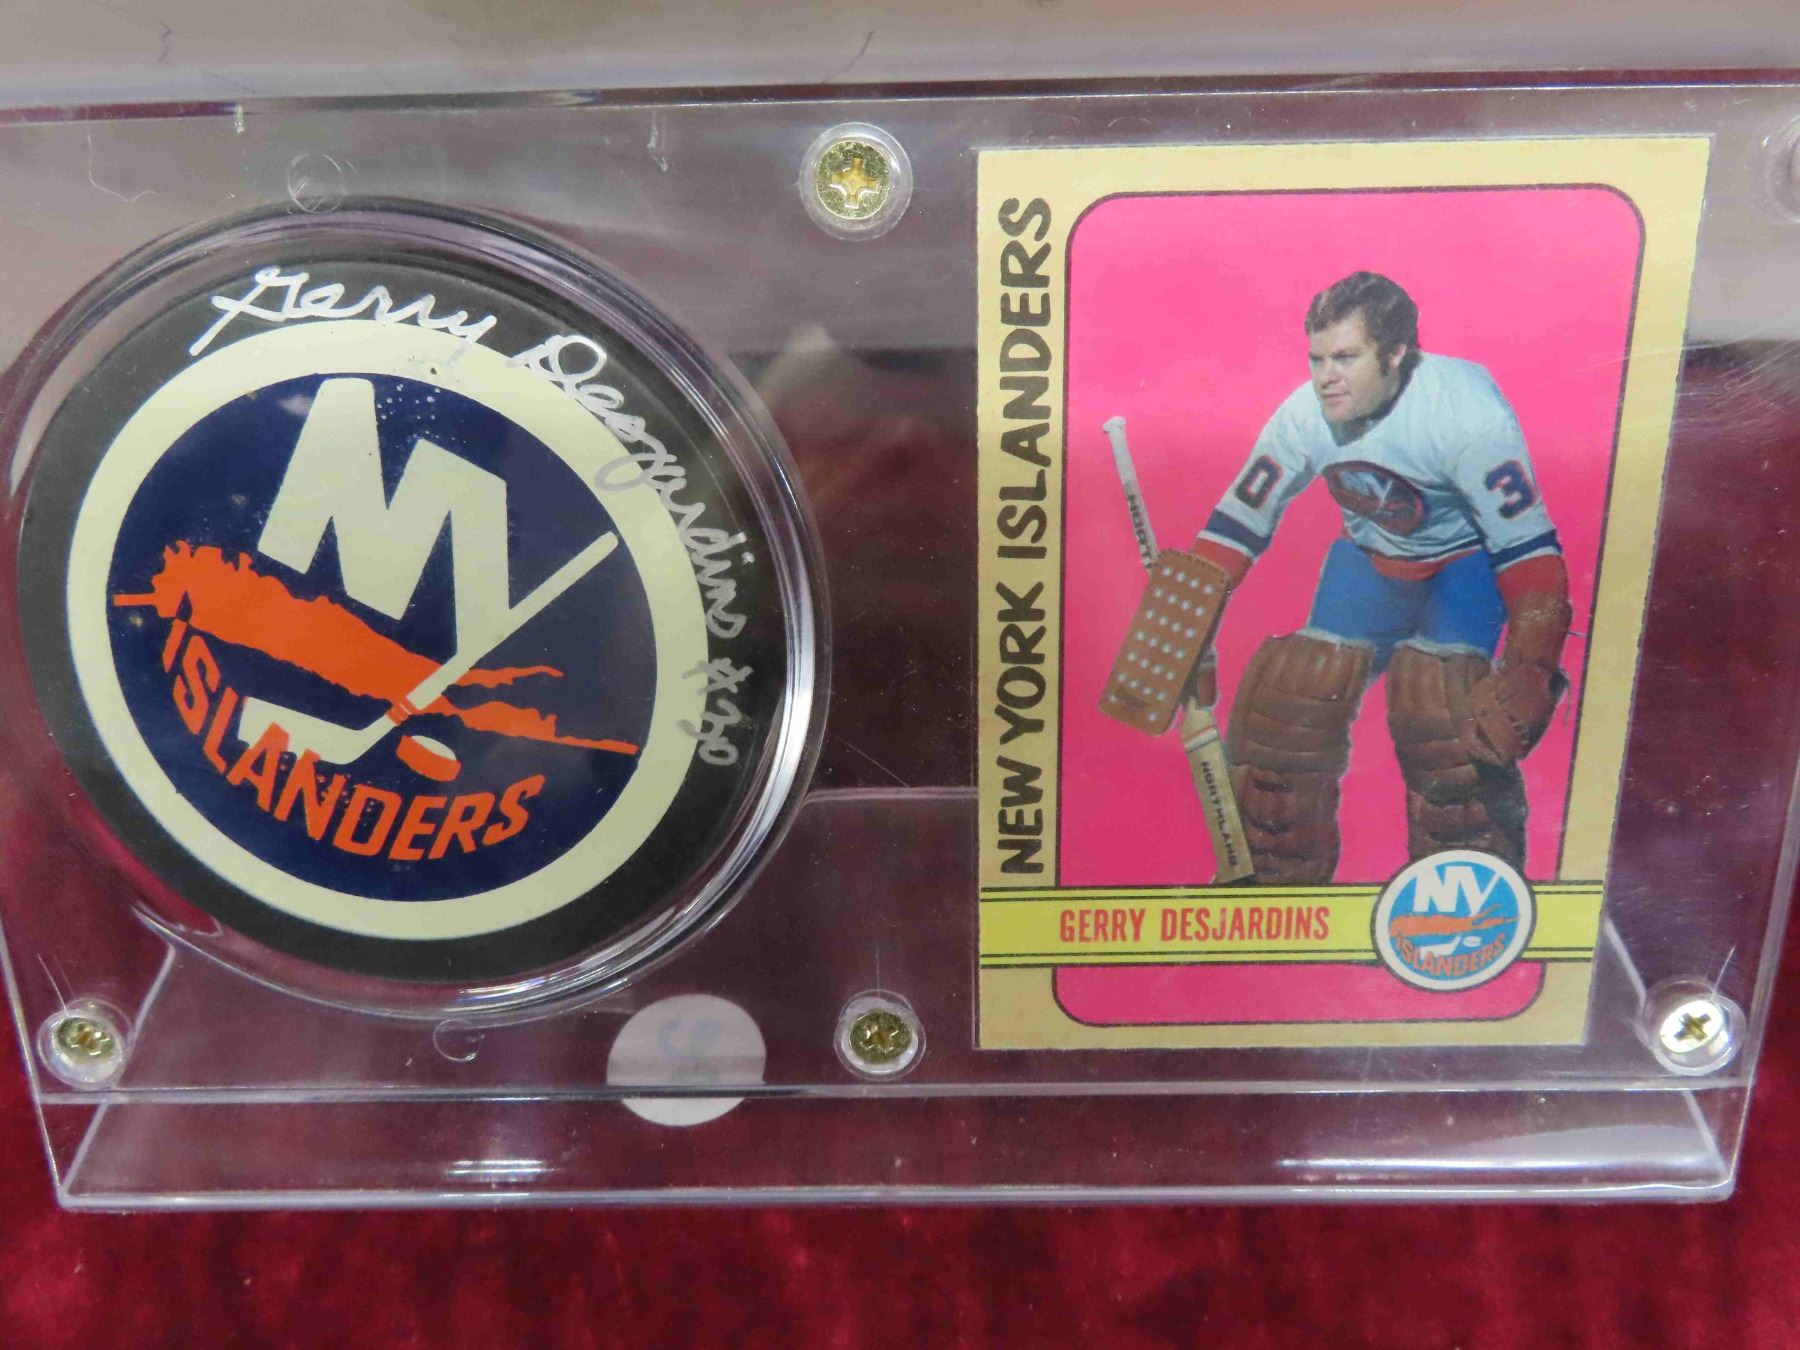 Gerry Desjardins #30
NY
ISLANDERS
NEW YORK ISLANDERS
30
NORTHLAND
GERRY DESJARDINS
NY
ISLANDERS